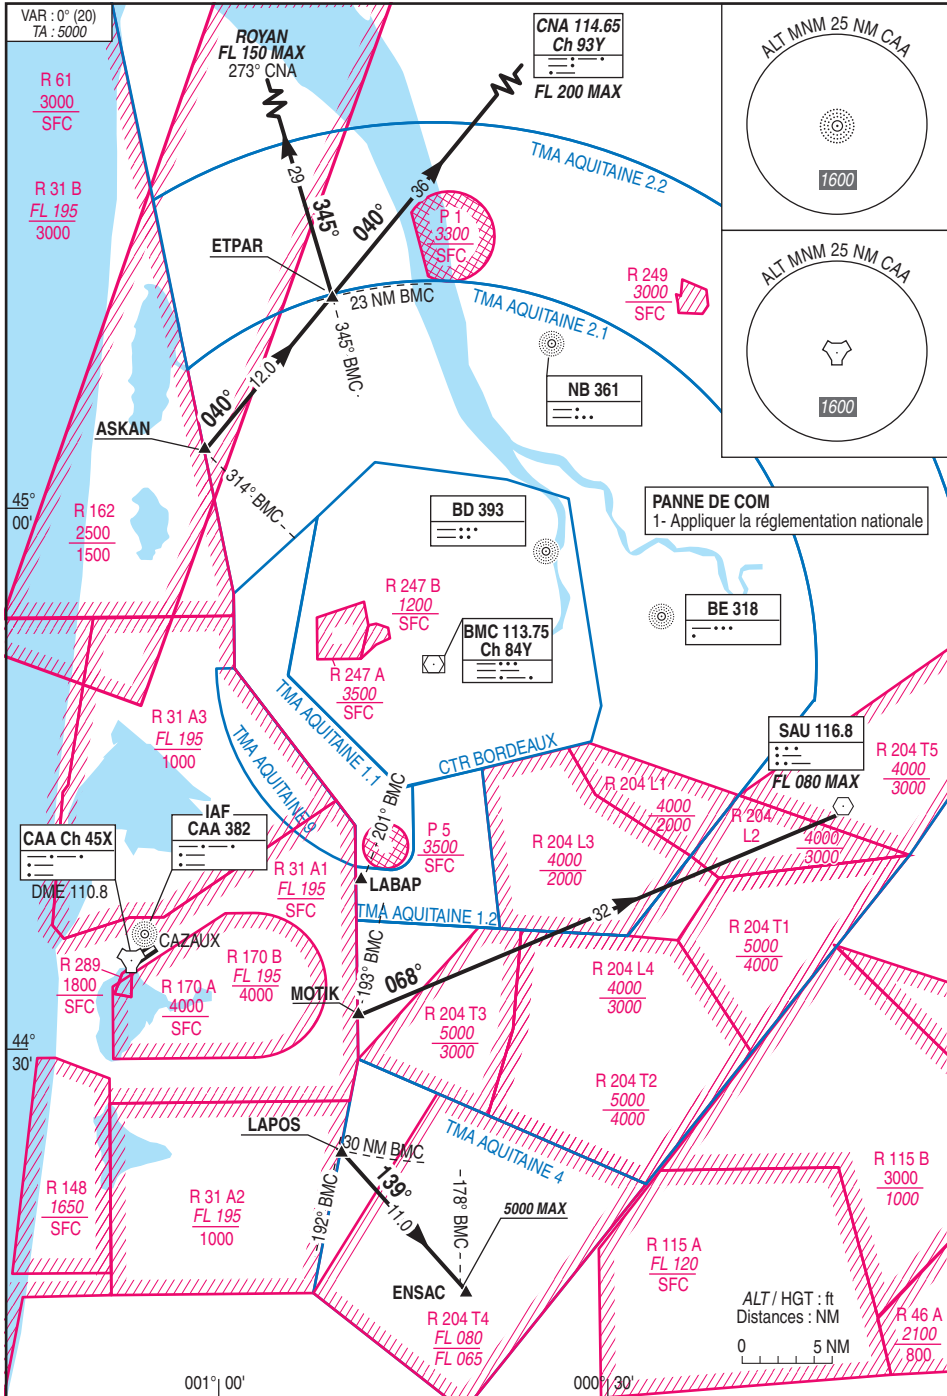 VAR : 0° (20)
TA : 5000
ROYAN
FL 150 MAX
273° CNA
CNA 114.65
Ch 93Y
FL 200 MAX
ALT MNM 25 NM CAA
1600
ALT MNM 25 NM CAA
1600
R 61
3000
SFC
R 31 B
FL 195
3000
TMA AQUITAINE 2.2
29
345°
040°
36
P 1
3300
SFC
ETPAR
23 NM BMC
TMA AQUITAINE 2.1
R 249
3000
SFC
345° BMC
12.0
040°
NB 361
ASKAN
314° BMC
45°
00'
R 162
2500
1500
BD 393
PANNE DE COM
1- Appliquer la réglementation nationale
R 247 B
1200
SFC
BE 318
BMC 113.75
Ch 84Y
R 247 A
3500
SFC
TMA AQUITAINE 1.1
R 31 A3
FL 195
1000
TMA AQUITAINE 9
CTR BORDEAUX
SAU 116.8
FL 080 MAX
R 204 T5
4000
3000
201° BMC
R 204 L1
4000
2000
R 204
L2
4000
3000
IAF
CAA 382
CAA Ch 45X
DME 110.8
P 5
3500
SFC
R 204 L3
4000
2000
R 31 A1
FL 195
SFC
LABAP
TMA AQUITAINE 1.2
32
R 204 T1
5000
4000
CAZAUX
R 289
1800
SFC
R 170 A
4000
SFC
R 170 B
FL 195
4000
193° BMC
068°
MOTIK
R 204 L4
4000
3000
R 204 T3
5000
3000
44°
30'
R 204 T2
5000
4000
LAPOS
30 NM BMC
TMA AQUITAINE 4
139°
11.0
192° BMC
178° BMC
5000 MAX
R 148
1650
SFC
R 31 A2
FL 195
1000
R 115 B
3000
1000
R 115 A
FL 120
SFC
ENSAC
R 204 T4
FL 080
FL 065
ALT / HGT : ft
Distances : NM
0 5 NM
R 46 A
2100
800
001° 00'
000° 30'